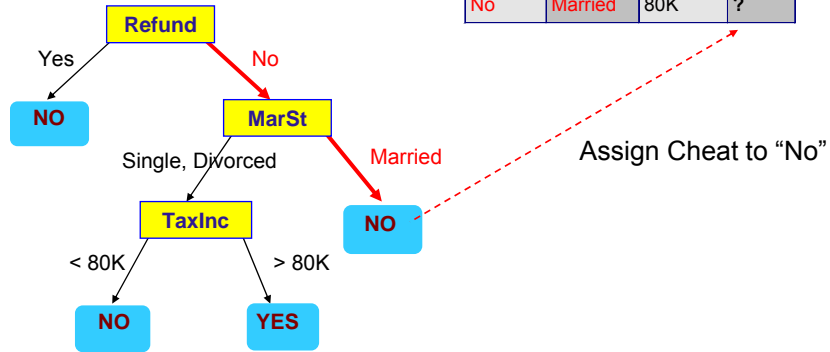 No Married 80K ?
Refund
Yes
No
NO
MarSt
Single, Divorced
Married
Assign Cheat to “No”
TaxInc
NO
< 80K
> 80K
NO
YES